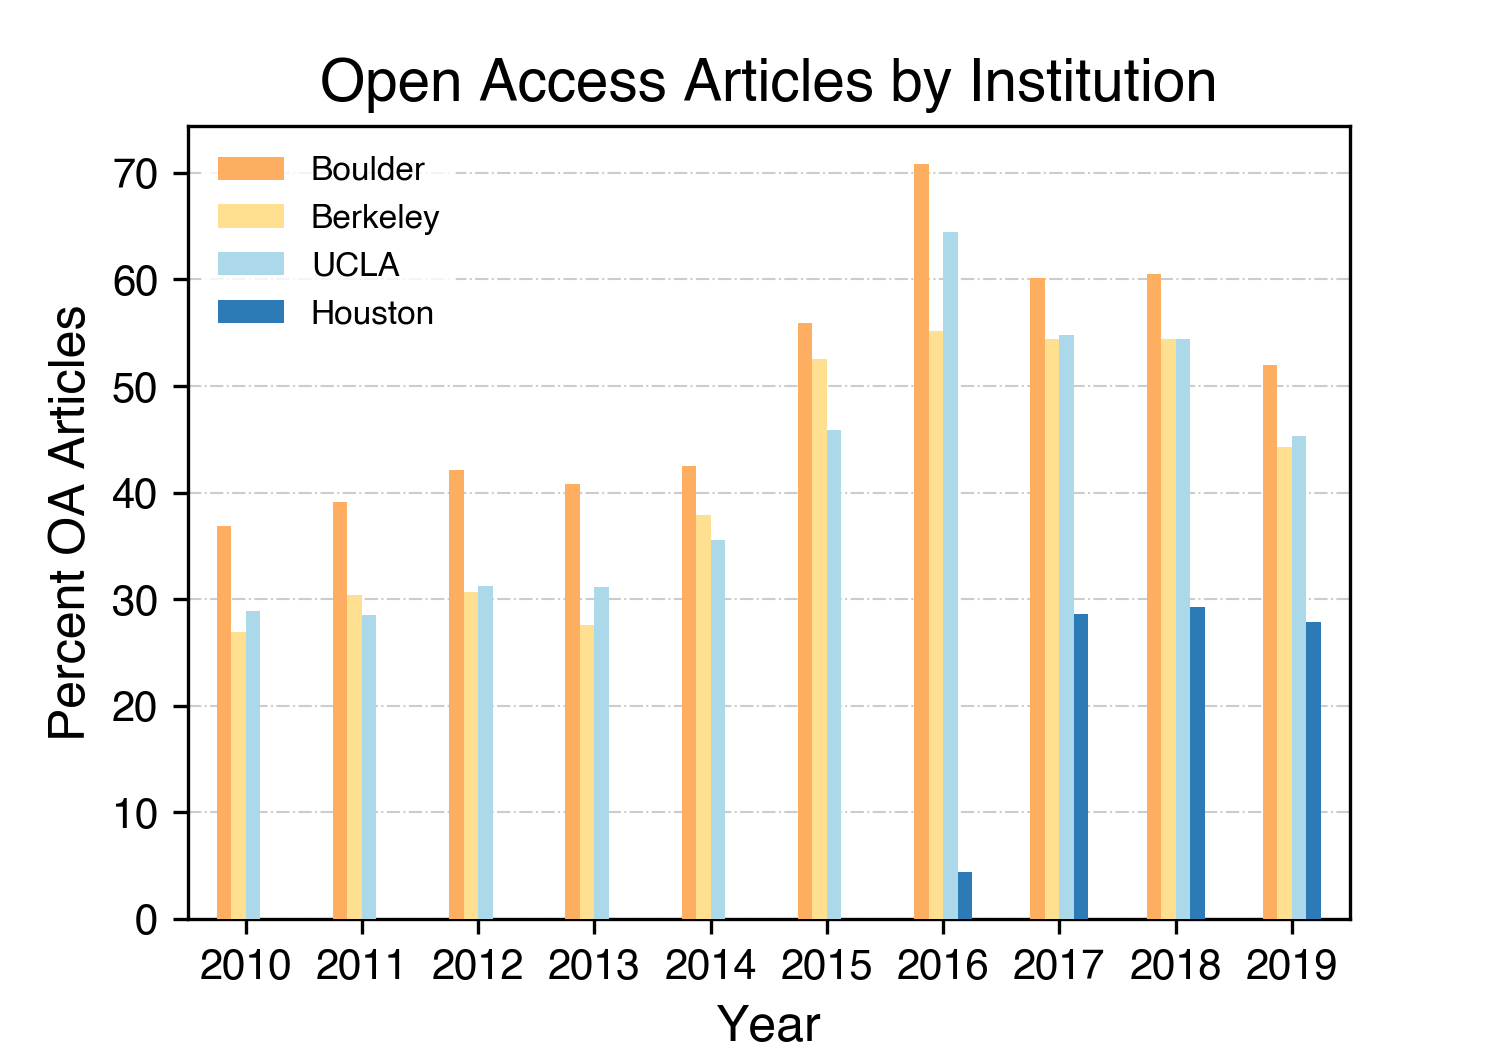 Open Access Articles by Institution
Boulder
Berkeley
UCLA
Houston
Percent OA Articles
70
60
50
40
30
20
10
0
2010 2011 2012 2013 2014 2015 2016 2017 2018 2019
Year